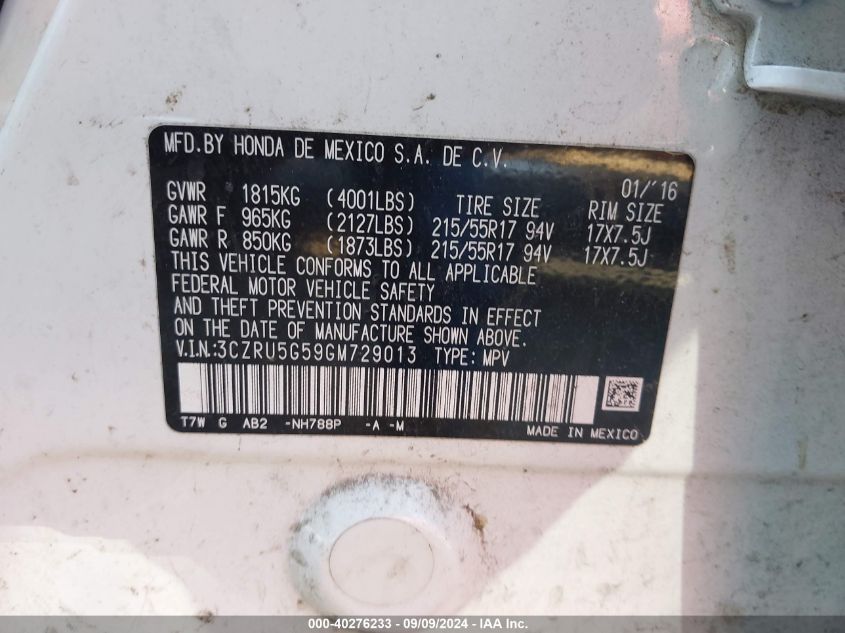 MFD.BY HONDA DE MEXICO S.A. DE C.V.
01/'16
GVWR 1815KG (4001LBS) TIRE SIZE RIM SIZE
GAWR F 965KG (2127LBS) 215/55R17 94V 17X7.5J
GAWR R 850KG (1873LBS) 215/55R17 94V 17X7.5J
THIS VEHICLE CONFORMS TO ALL APPLICABLE
FEDERAL MOTOR VEHICLE SAFETY
AND THEFT PREVENTION STANDARDS IN EFFECT
ON THE DATE OF MANUFACTURE SHOWN ABOVE.
V.I.N:3CZRU5G59GM729013 TYPE: MPV
T7W G AB2 -NH788P -A -M MADE IN MEXICO
000-40276233 - 09/09/2024 - IAA Inc.